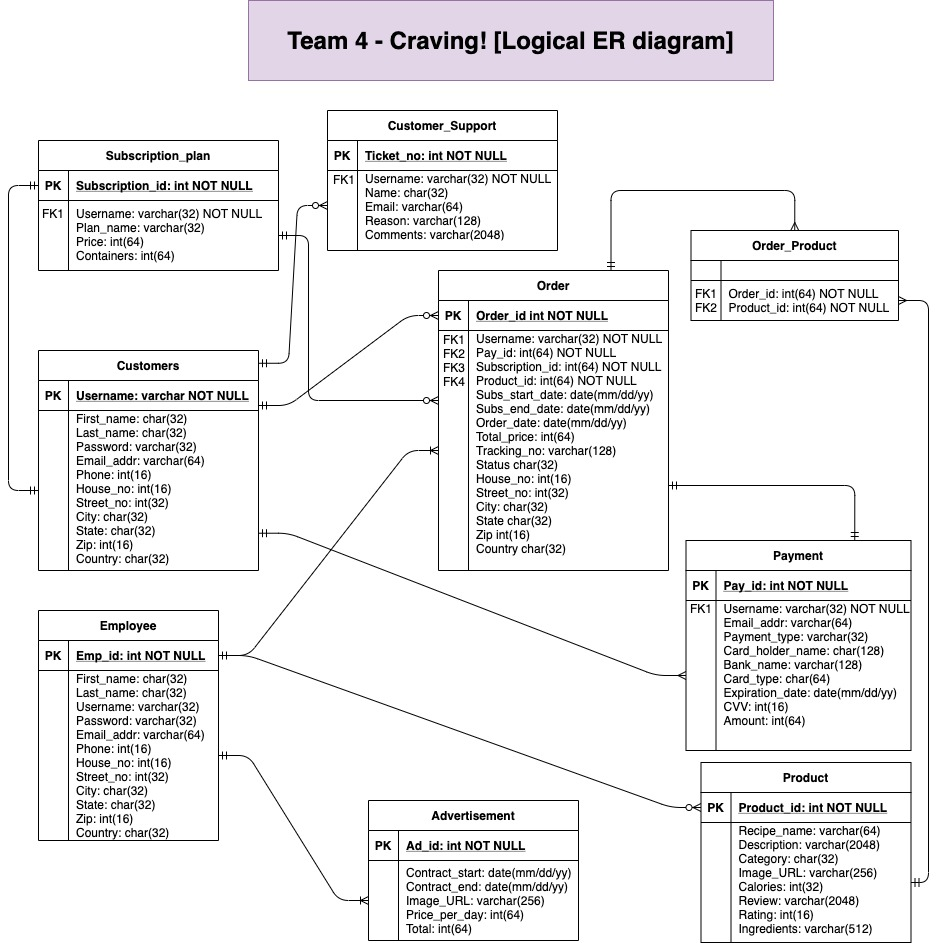 Team 4 - Craving! [Logical ER diagram]
Customer_Support
PK Ticket_no: int NOT NULL
FK1 Username: varchar(32) NOT NULL
Name: char(32)
Email: varchar(64)
Reason: varchar(128)
Comments: varchar(2048)
Subscription_plan
PK Subscription_id: int NOT NULL
FK1 Username: varchar(32) NOT NULL
Plan_name: varchar(32)
Price: int(64)
Containers: int(64)
Order_Product
FK1 Order_id: int(64) NOT NULL
FK2 Product_id: int(64) NOT NULL
Order
PK Order_id int NOT NULL
FK1 Username: varchar(32) NOT NULL
FK2 Pay_id: int(64) NOT NULL
FK3 Subscription_id: int(64) NOT NULL
FK4 Product_id: int(64) NOT NULL
Subs_start_date: date(mm/dd/yy)
Subs_end_date: date(mm/dd/yy)
Order_date: date(mm/dd/yy)
Total_price: int(64)
Tracking_no: varchar(128)
Status char(32)
House_no: int(16)
Street_no: int(32)
City: char(32)
State char(32)
Zip int(16)
Country char(32)
Customers
PK Username: varchar NOT NULL
First_name: char(32)
Last_name: char(32)
Password: varchar(32)
Email_addr: varchar(64)
Phone: int(16)
House_no: int(16)
Street_no: int(32)
City: char(32)
State: char(32)
Zip: int(16)
Country: char(32)
Payment
PK Pay_id: int NOT NULL
FK1 Username: varchar(32) NOT NULL
Email_addr: varchar(64)
Payment_type: varchar(32)
Card_holder_name: char(128)
Bank_name: varchar(128)
Card_type: char(64)
Expiration_date: date(mm/dd/yy)
CVV: int(16)
Amount: int(64)
Employee
PK Emp_id: int NOT NULL
First_name: char(32)
Last_name: char(32)
Username: varchar(32)
Password: varchar(32)
Email_addr: varchar(64)
Phone: int(16)
House_no: int(16)
Street_no: int(32)
City: char(32)
State: char(32)
Zip: int(16)
Country: char(32)
Advertisement
PK Ad_id: int NOT NULL
Contract_start: date(mm/dd/yy)
Contract_end: date(mm/dd/yy)
Image_URL: varchar(256)
Price_per_day: int(64)
Total: int(64)
Product
PK Product_id: int NOT NULL
Recipe_name: varchar(64)
Description: varchar(2048)
Category: char(32)
Image_URL: varchar(256)
Calories: int(32)
Review: varchar(2048)
Rating: int(16)
Ingredients: varchar(512)